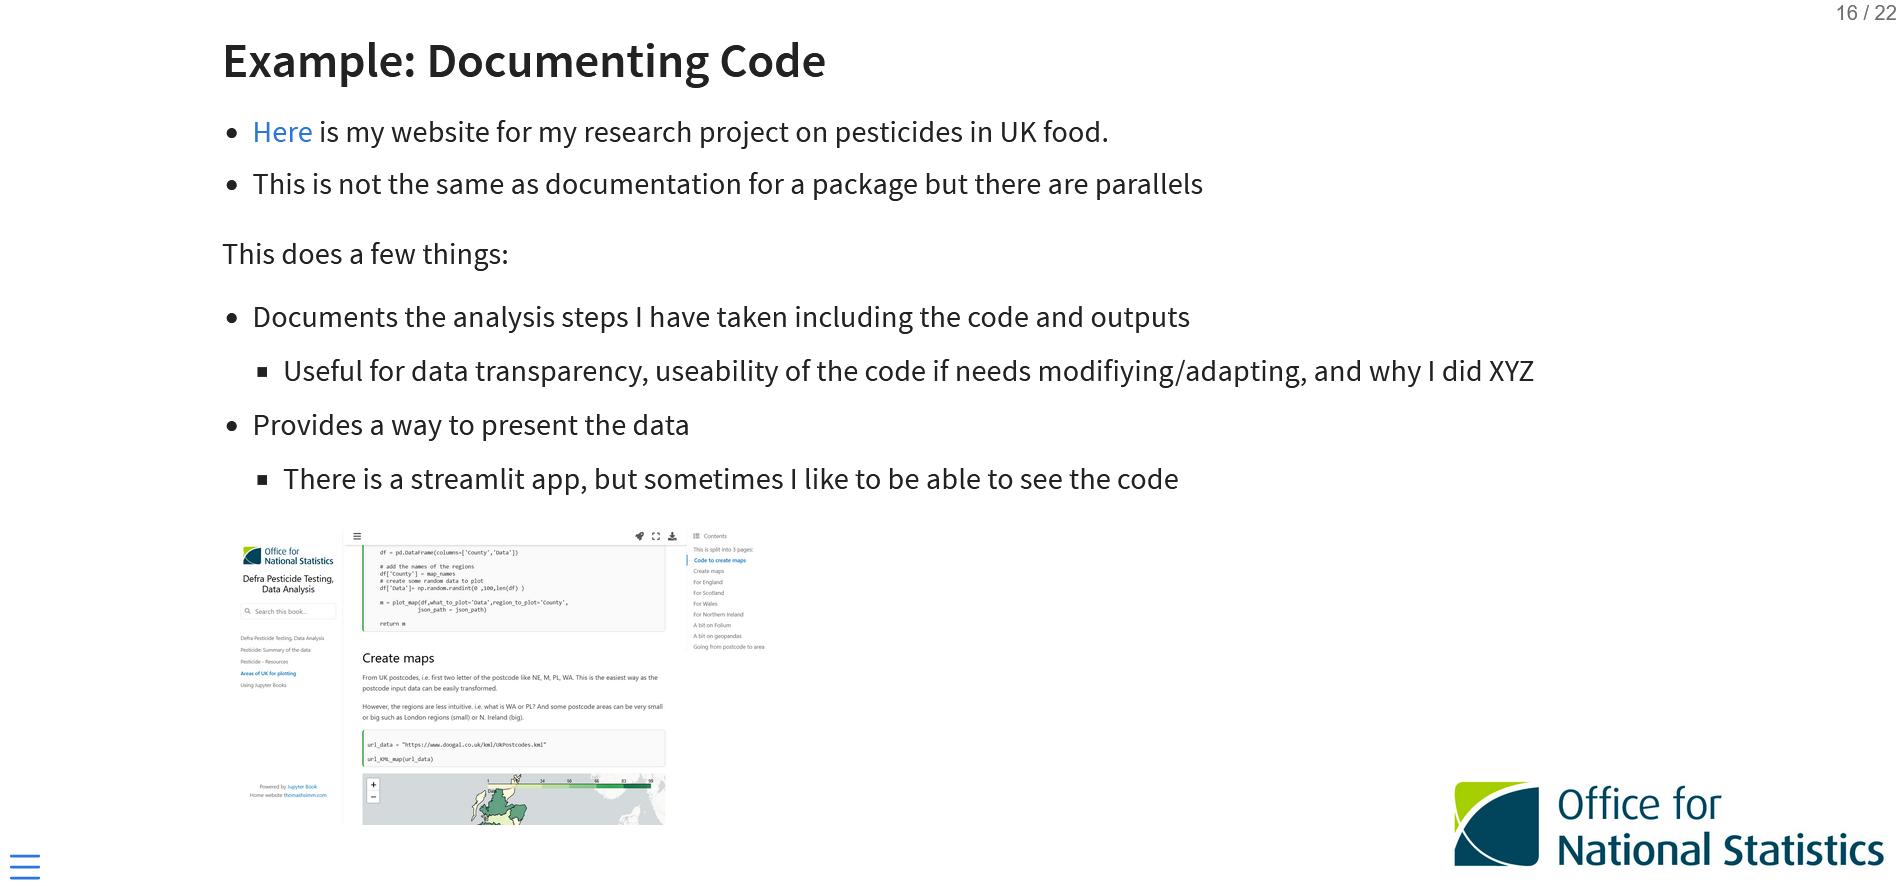 16 / 22
Example: Documenting Code
Here is my website for my research project on pesticides in UK food.
This is not the same as documentation for a package but there are parallels
This does a few things:
Documents the analysis steps I have taken including the code and outputs
Useful for data transparency, useability of the code if needs modifiying/adapting, and why I did XYZ
Provides a way to present the data
There is a streamlit app, but sometimes I like to be able to see the code
Office for
National Statistics
Defra Pesticide Testing,
Data Analysis
Search this book...
Defra Pesticide Testing, Data Analysis
Pesticide: Summary of the data
Pesticide - Resources
Areas of UK for plotting
Using Jupyter Books
Powered by Jupyter Book
Home website thomashsimm.com
df = pd.DataFrame(columns=['County','Data'])
# add the names of the regions
df['County'] = map_names
# create some random data to plot
df['Data']= np.random.randint(0 ,100,len(df) )
m = plot_map(df,what_to_plot='Data',region_to_plot='County',
json_path = json_path)
return m
Create maps
From UK postcodes, i.e. first two letter of the postcode like NE, M, PL, WA. This is the easiest way as the
postcode input data can be easily transformed.
However, the regions are less intuitive. i.e. what is WA or PL? And some postcode areas can be very small
or big such as London regions (small) or N. Ireland (big).
url_data = "https://www.doogal.co.uk/kml/UkPostcodes.kml"
url_KML_map(url_data)
+
−
1 34 50 66 83 99
Data
Contents
This is split into 3 pages:
Code to create maps
Create maps
For England
For Scotland
For Wales
For Northern Ireland
A bit on Folium
A bit on geopandas
Going from postcode to area
Office for
National Statistics